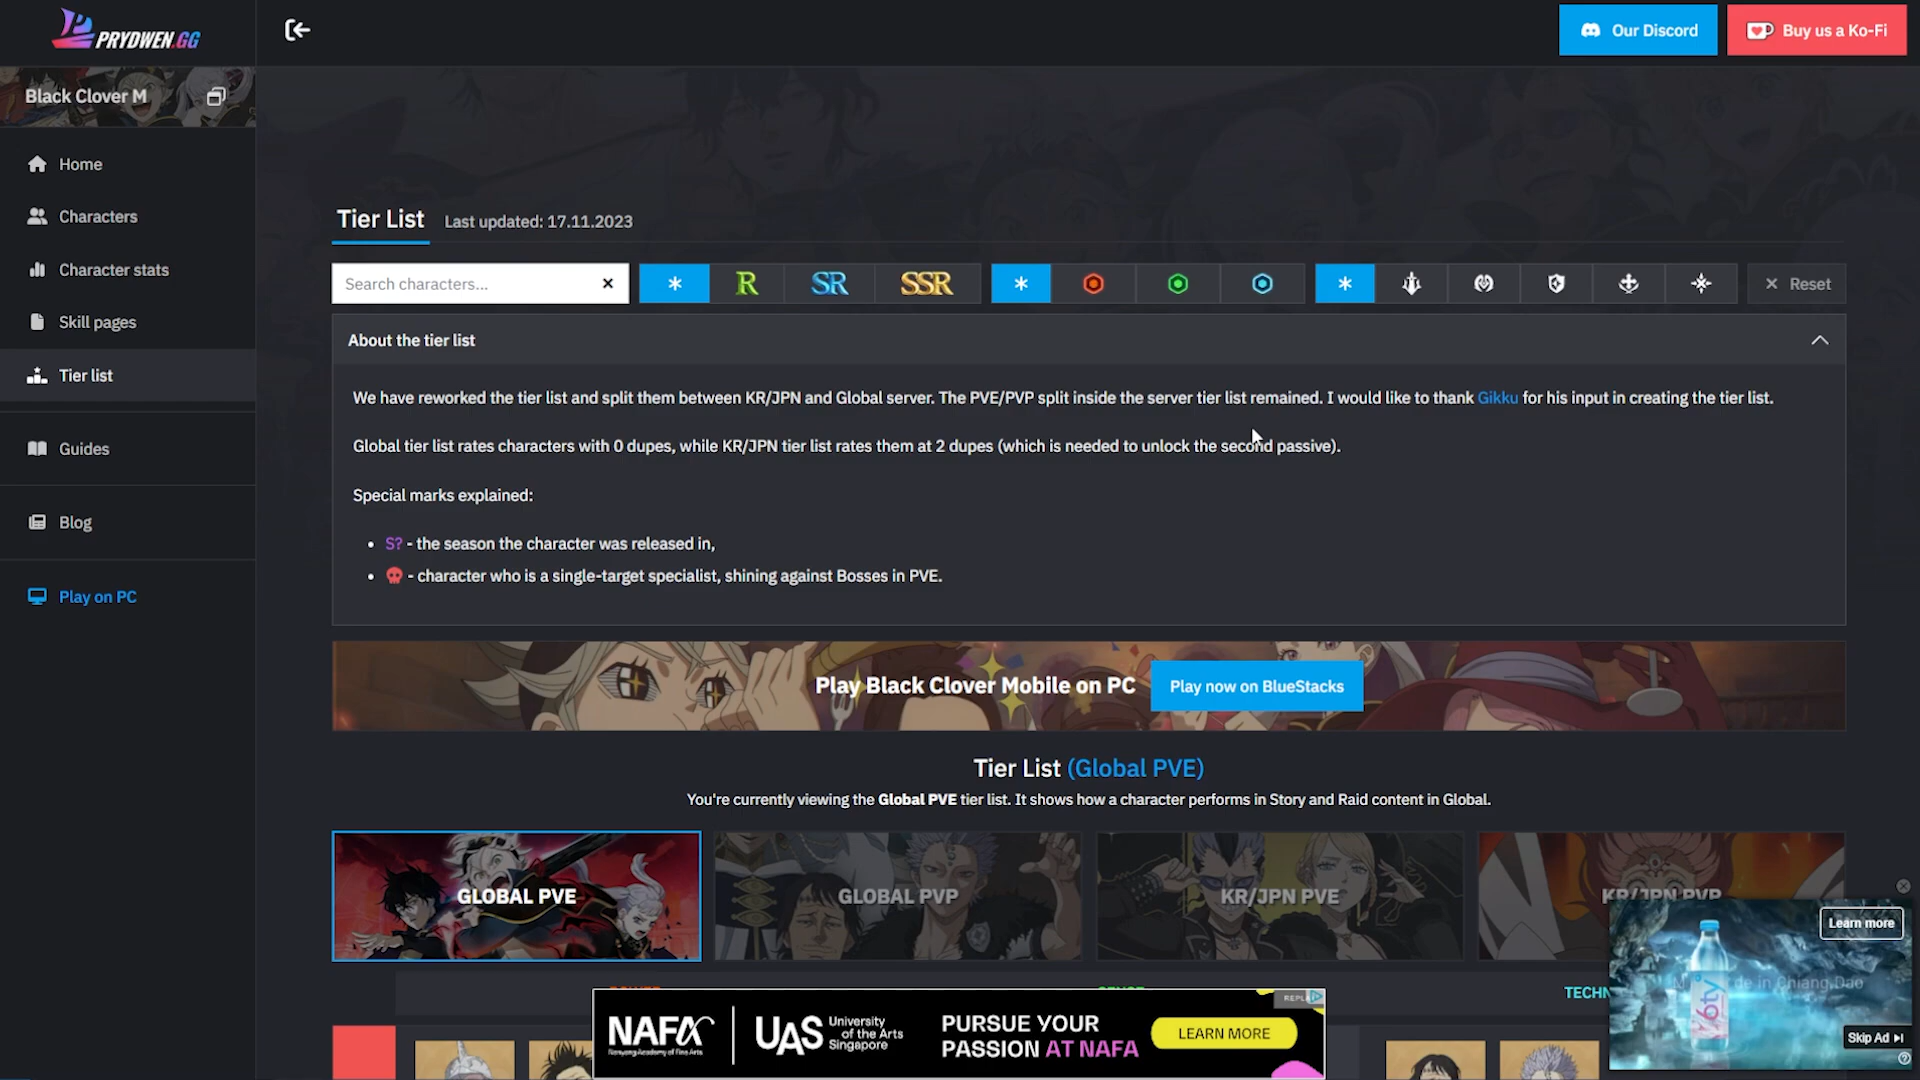 PRYDWEN.GG
Our Discord
Buy us a Ko-Fi
Black Clover M
Home
Characters
Character stats
Skill pages
Tier list
Guides
Blog
Play on PC
Tier List
Last updated: 17.11.2023
Search characters...
R
SR
SSR
Reset
About the tier list
We have reworked the tier list and split them between KR/JPN and Global server. The PVE/PVP split inside the server tier list remained. I would like to thank Gikku for his input in creating the tier list.
Global tier list rates characters with 0 dupes, while KR/JPN tier list rates them at 2 dupes (which is needed to unlock the second passive).
Special marks explained:
S? - the season the character was released in,
- character who is a single-target specialist, shining against Bosses in PVE.
Play Black Clover Mobile on PC
Play now on BlueStacks
Tier List (Global PVE)
You're currently viewing the Global PVE tier list. It shows how a character performs in Story and Raid content in Global.
GLOBAL PVE
GLOBAL PVP
KR/JPN PVE
KR/JPN PVP
Learn more
Skip Ad
TECHN
NAFA
Nanyang Academy of Fine Arts
UAS
University
of the Arts
Singapore
PURSUE YOUR
PASSION AT NAFA
LEARN MORE